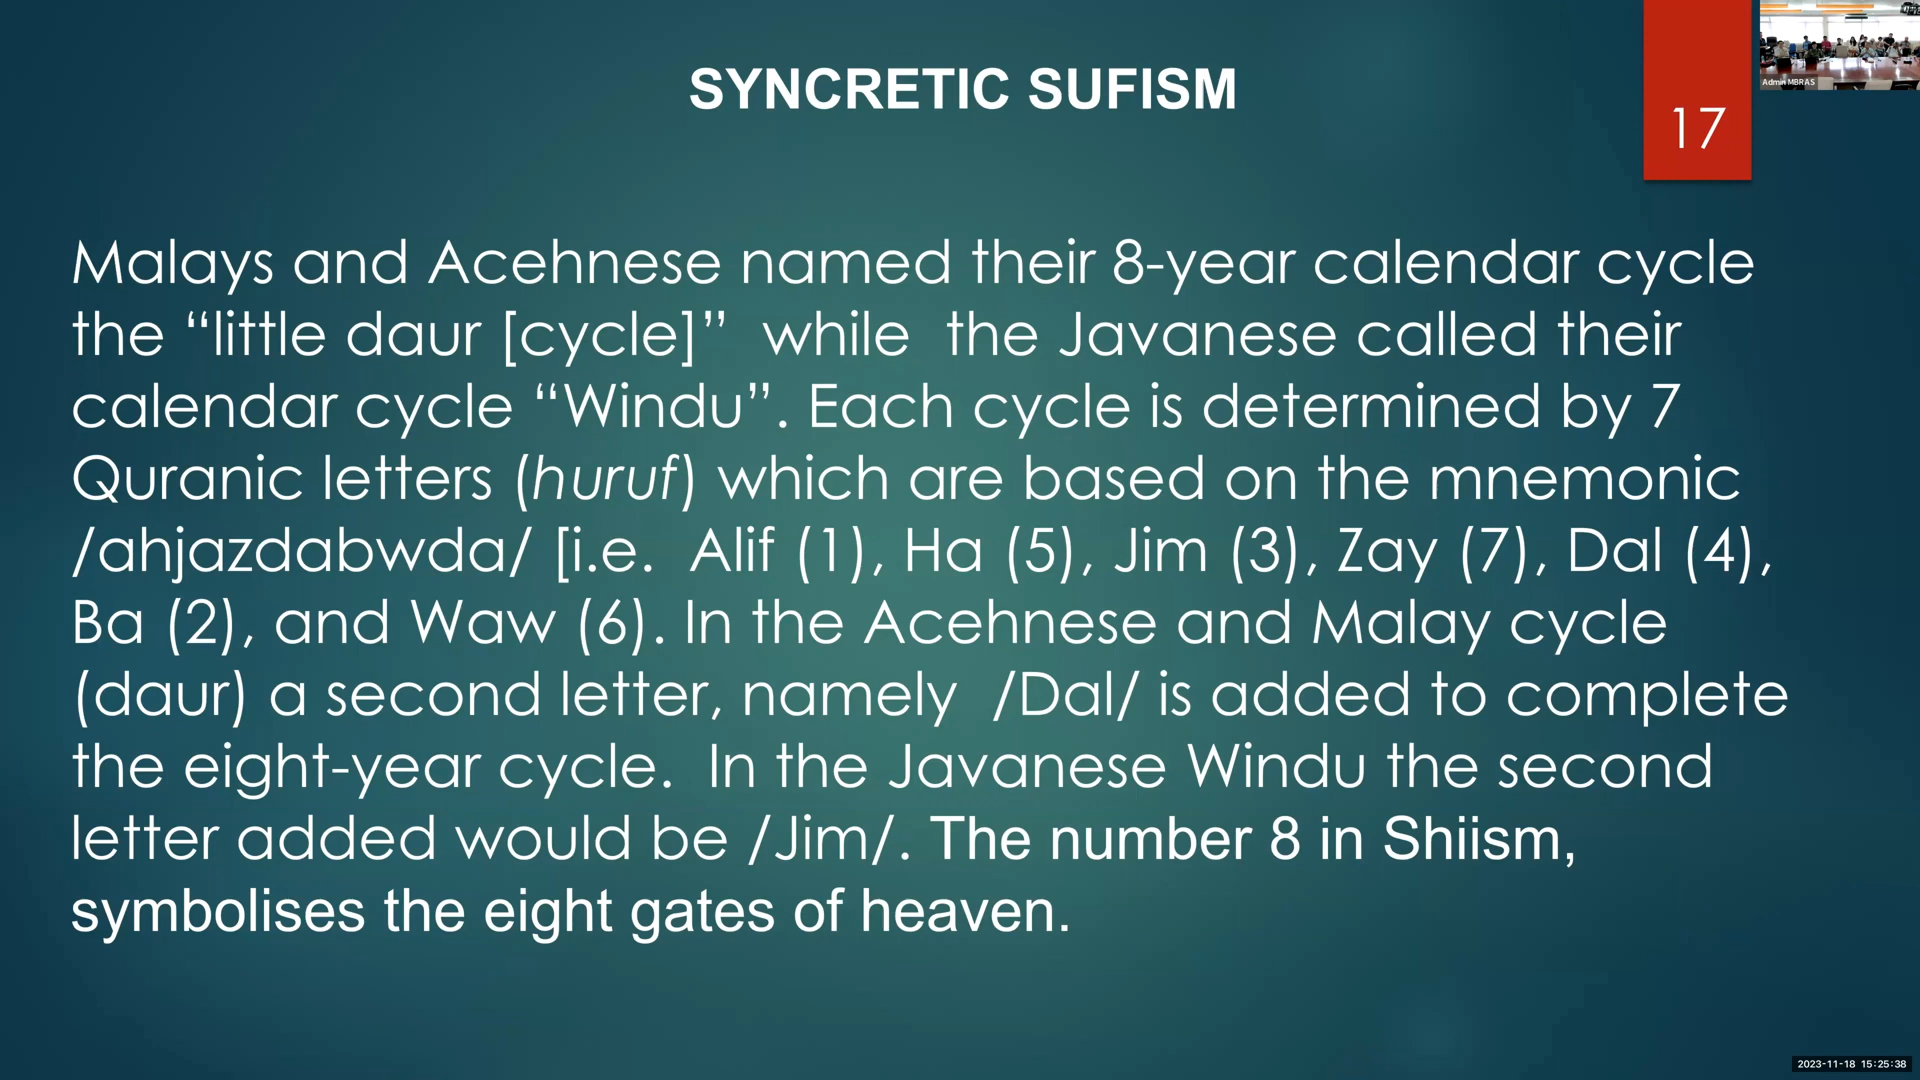 SYNCRETIC SUFISM
17
Admin MBRAS
Malays and Acehnese named their 8-year calendar cycle
the “little daur [cycle]”  while  the Javanese called their
calendar cycle “Windu”. Each cycle is determined by 7
Quranic letters (huruf) which are based on the mnemonic
/ahjazdabwda/ [i.e.  Alif (1), Ha (5), Jim (3), Zay (7), Dal (4),
Ba (2), and Waw (6). In the Acehnese and Malay cycle
(daur) a second letter, namely  /Dal/ is added to complete
the eight-year cycle.  In the Javanese Windu the second
letter added would be /Jim/. The number 8 in Shiism,
symbolises the eight gates of heaven.
2023-11-18 15:25:38